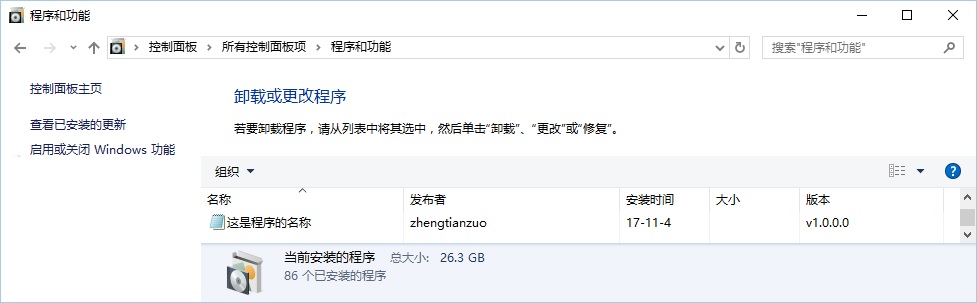 程序和功能
控制面板 所有控制面板项 程序和功能 搜索"程序和功能"
控制面板主页
查看已安装的更新
启用或关闭 Windows 功能
卸载或更改程序
若要卸载程序，请从列表中将其选中，然后单击“卸载”、“更改”或“修复”。
组织
名称 发布者 安装时间 大小 版本
这是程序的名称 zhengtianzuo 17-11-4 v1.0.0.0
当前安装的程序 总大小: 26.3 GB
86 个已安装的程序